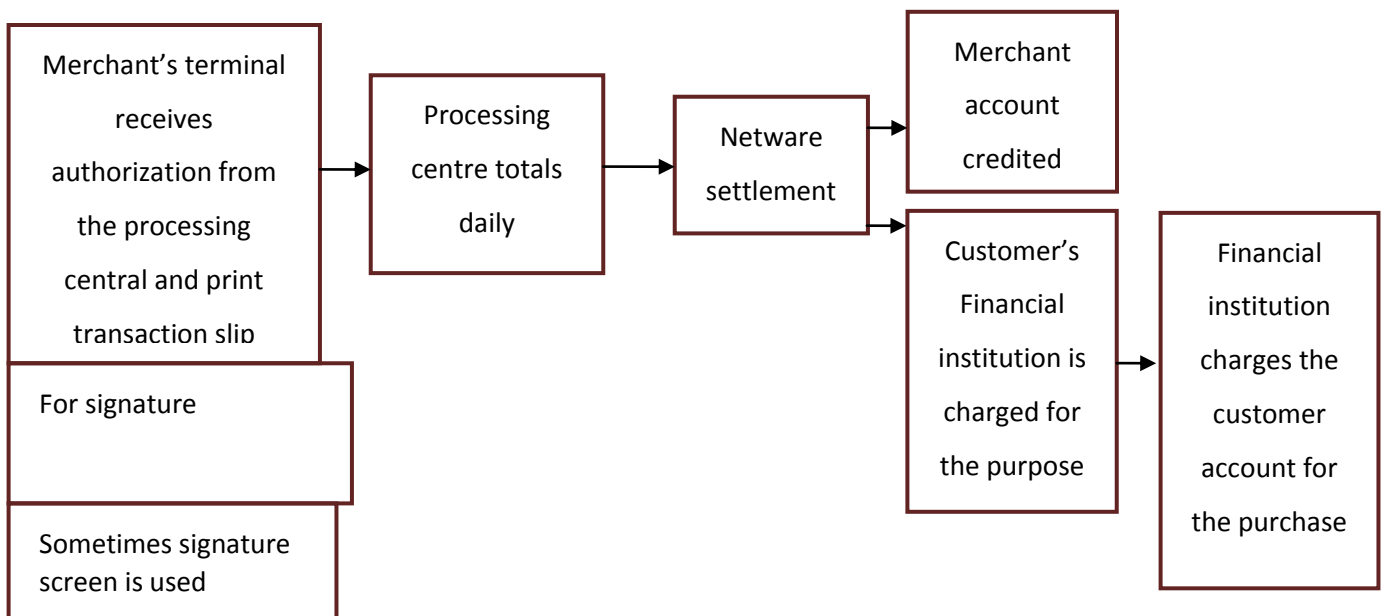 Merchant’s terminal
receives
authorization from
the processing
central and print
transaction slip
For signature
Sometimes signature
screen is used
Processing
centre totals
daily
Netware
settlement
Merchant
account
credited
Customer’s
Financial
institution is
charged for
the purpose
Financial
institution
charges the
customer
account for
the purchase